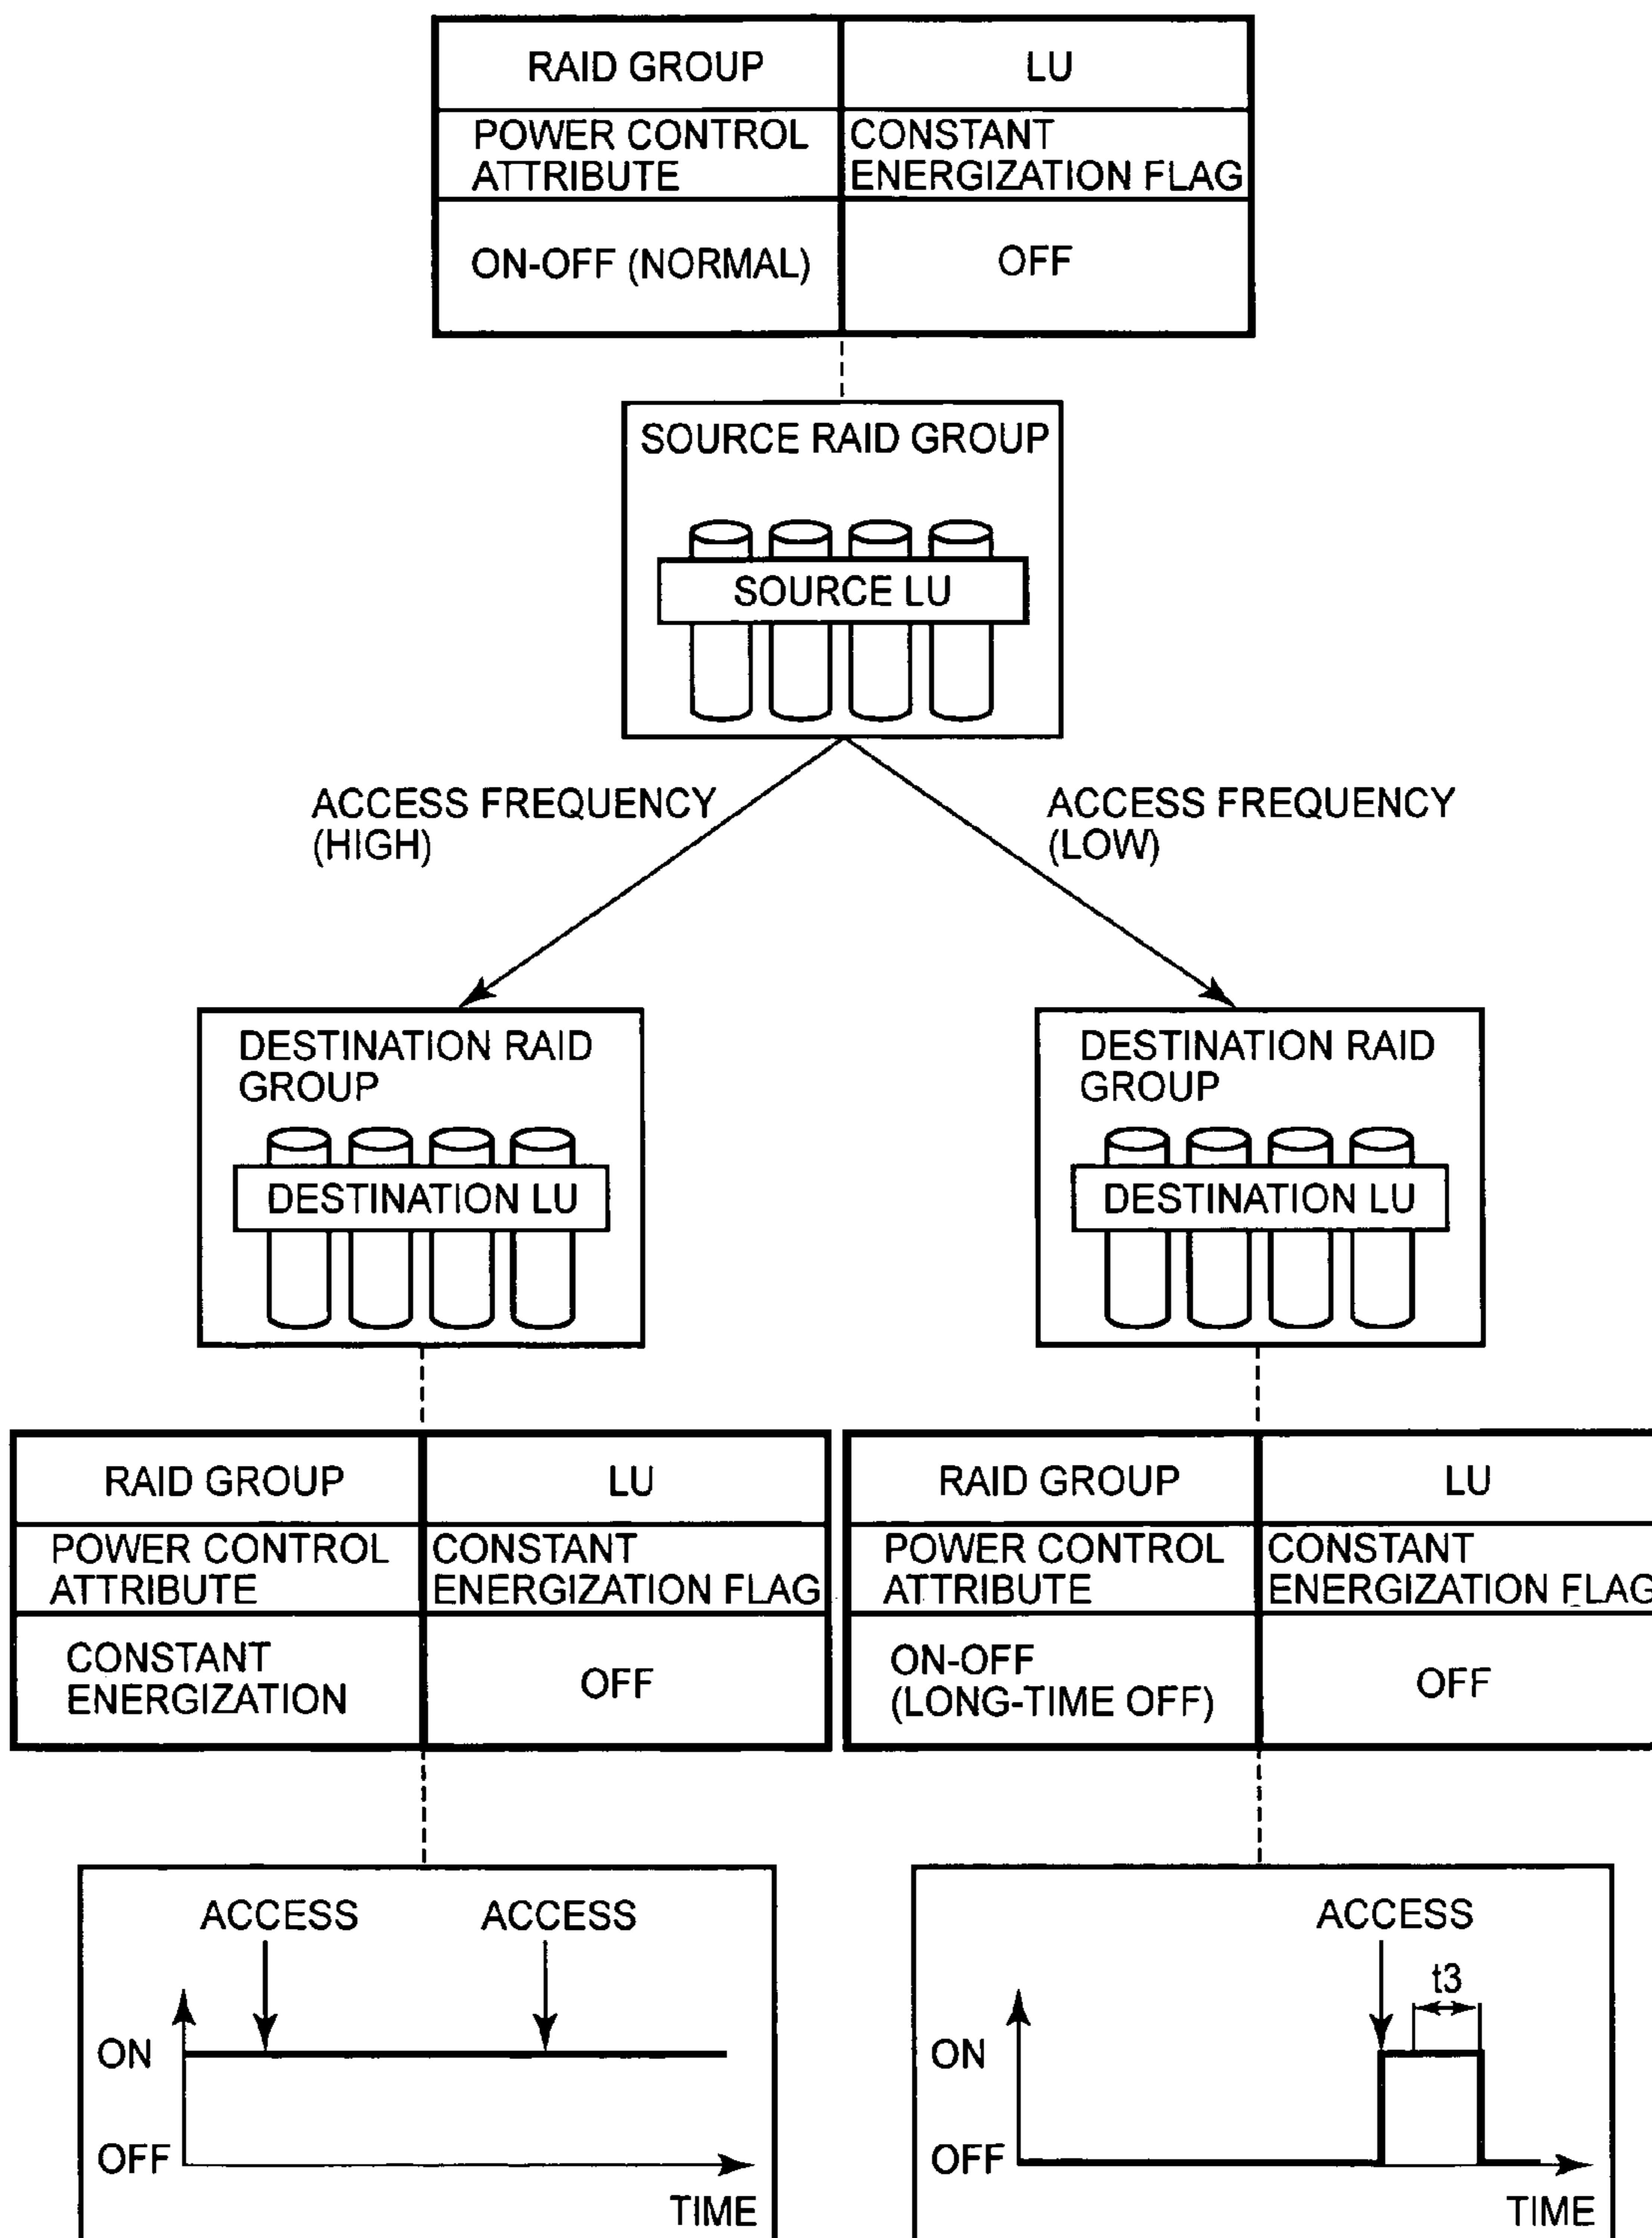 RAID GROUP
LU
POWER CONTROL
ATTRIBUTE
CONSTANT
ENERGIZATION FLAG
ON-OFF (NORMAL)
OFF
SOURCE RAID GROUP
SOURCE LU
ACCESS FREQUENCY
(HIGH)
ACCESS FREQUENCY
(LOW)
DESTINATION RAID
GROUP
DESTINATION LU
DESTINATION RAID
GROUP
DESTINATION LU
RAID GROUP
LU
POWER CONTROL
ATTRIBUTE
CONSTANT
ENERGIZATION FLAG
CONSTANT
ENERGIZATION
OFF
RAID GROUP
LU
POWER CONTROL
ATTRIBUTE
CONSTANT
ENERGIZATION FLAG
ON-OFF
(LONG-TIME OFF)
OFF
ACCESS
ACCESS
ON
OFF
TIME
ACCESS
t3
ON
OFF
TIME